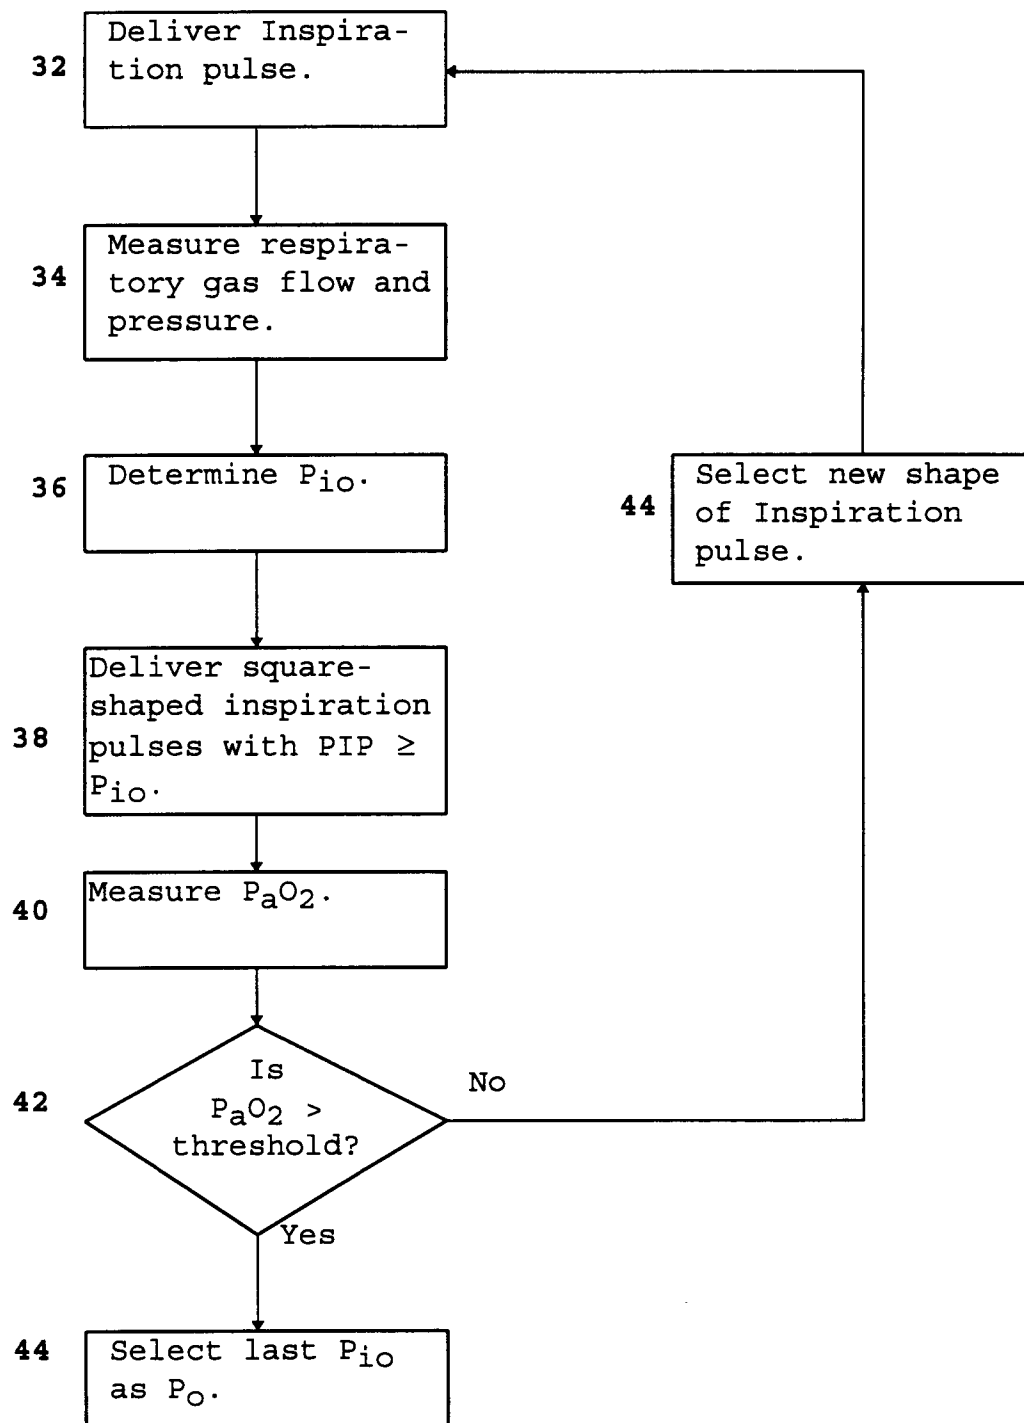 32
Deliver Inspira-
tion pulse.
34
Measure respira-
tory gas flow and
pressure.
36
Determine Pio.
44
Select new shape
of Inspiration
pulse.
38
Deliver square-
shaped inspiration
pulses with PIP ≥
Pio.
40
Measure PaO2.
42
Is
PaO2 >
threshold?
No
Yes
44
Select last Pio
as Po.